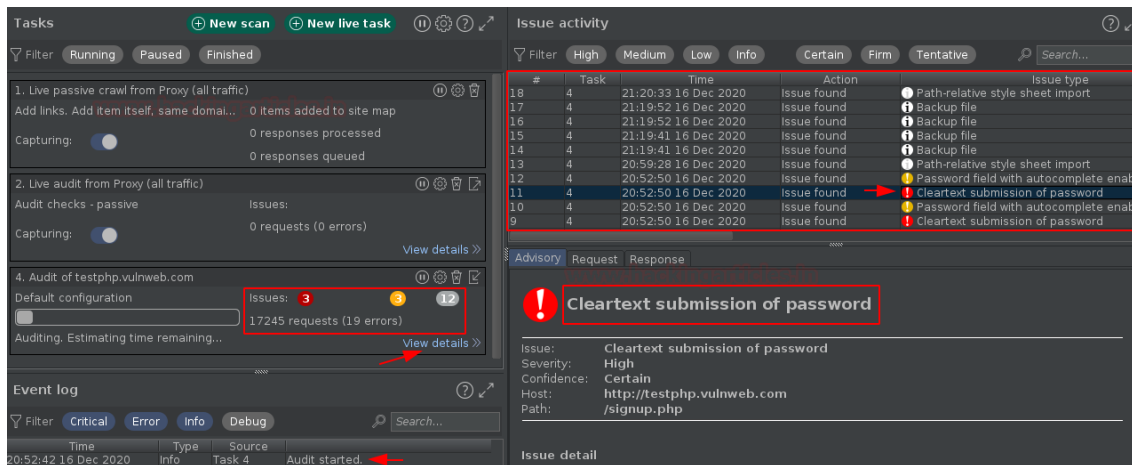 Tasks
New scan
New live task
Filter Running Paused Finished
1. Live passive crawl from Proxy (all traffic)
Add links. Add item itself, same domai... 0 items added to site map
0 responses processed
Capturing:
0 responses queued
2. Live audit from Proxy (all traffic)
Audit checks - passive Issues:
0 requests (0 errors)
Capturing:
View details
4. Audit of testphp.vulnweb.com
Default configuration Issues: 3 3 12
17245 requests (19 errors)
Auditing. Estimating time remaining...
View details
Event log
Filter Critical Error Info Debug Search...
Time Type Source
20:52:42 16 Dec 2020 Info Task 4 Audit started.
Issue activity
Filter High Medium Low Info Certain Firm Tentative Search...
# Task Time Action Issue type
18 4 21:20:33 16 Dec 2020 Issue found Path-relative style sheet import
17 4 21:19:52 16 Dec 2020 Issue found Backup file
16 4 21:19:52 16 Dec 2020 Issue found Backup file
15 4 21:19:41 16 Dec 2020 Issue found Backup file
14 4 21:19:41 16 Dec 2020 Issue found Backup file
13 4 20:59:28 16 Dec 2020 Issue found Path-relative style sheet import
12 4 20:52:50 16 Dec 2020 Issue found Password field with autocomplete enab
11 4 20:52:50 16 Dec 2020 Issue found Cleartext submission of password
10 4 20:52:50 16 Dec 2020 Issue found Password field with autocomplete enab
9 4 20:52:50 16 Dec 2020 Issue found Cleartext submission of password
Advisory Request Response
Cleartext submission of password
Issue: Cleartext submission of password
Severity: High
Confidence: Certain
Host: http://testphp.vulnweb.com
Path: /signup.php
Issue detail